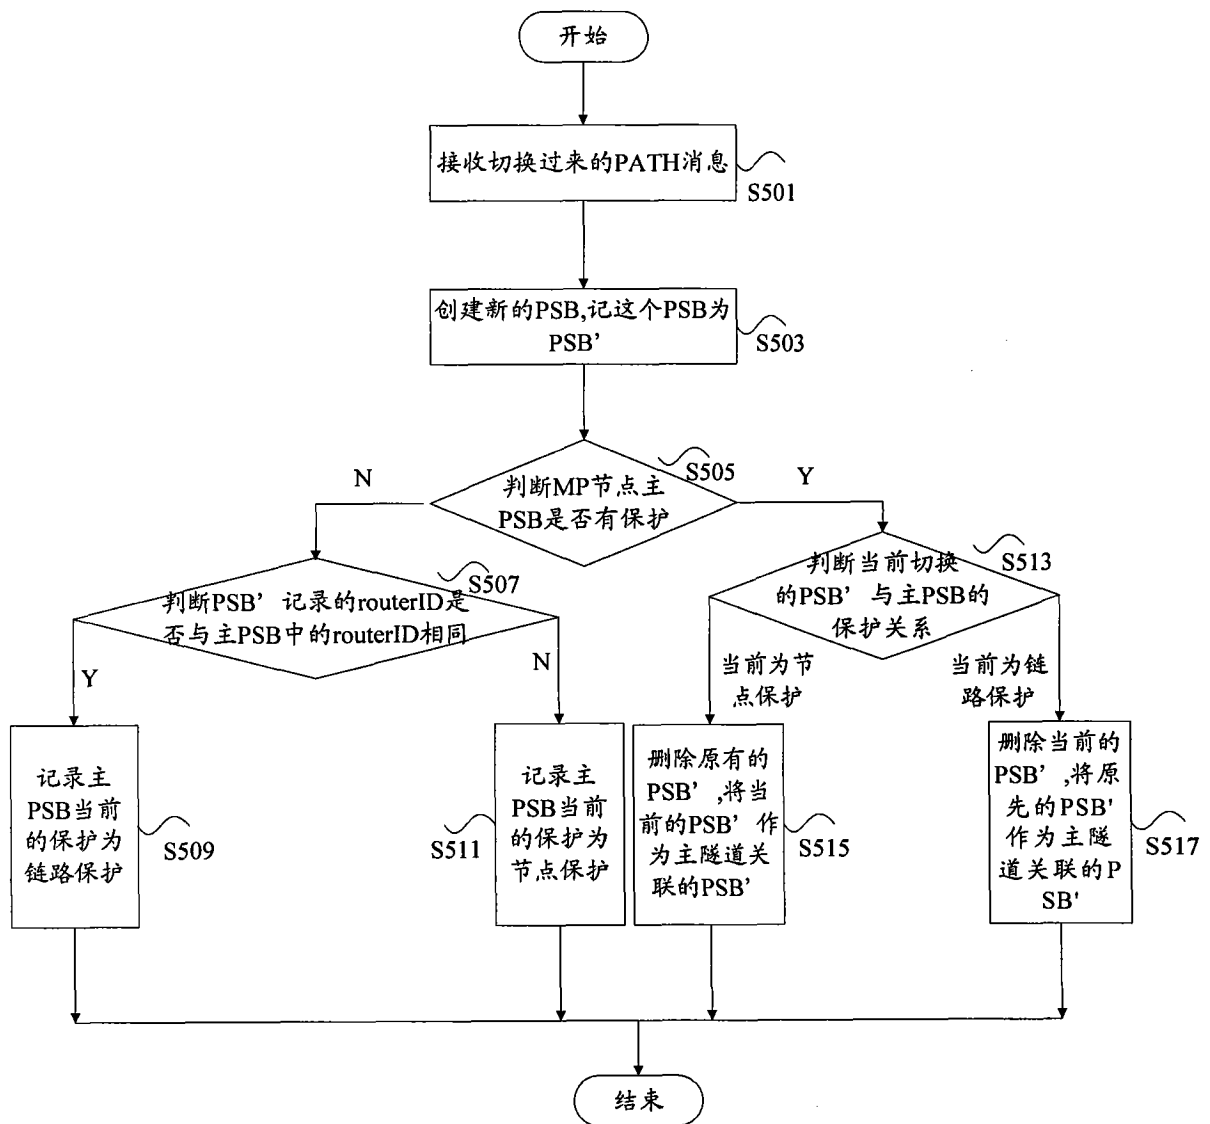 开始
接收切换过来的PATH消息
S501
创建新的PSB,记这个PSB为
PSB’
S503
判断MP节点主
PSB是否有保护
S505
N
Y
判断PSB’记录的routerID是
否与主PSB中的routerID相同
S507
判断当前切换
的PSB’与主PSB的
保护关系
S513
Y
N
当前为节
点保护
当前为链
路保护
记录主
PSB当前
的保护为
链路保护
S509
记录主
PSB当前
的保护为
节点保护
S511
删除原有的
PSB’,将当
前的PSB’作
为主隧道关
联的PSB’
S515
删除当前的
PSB’,将原
先的PSB'
作为主隧
道关联的P
SB'
S517
结束